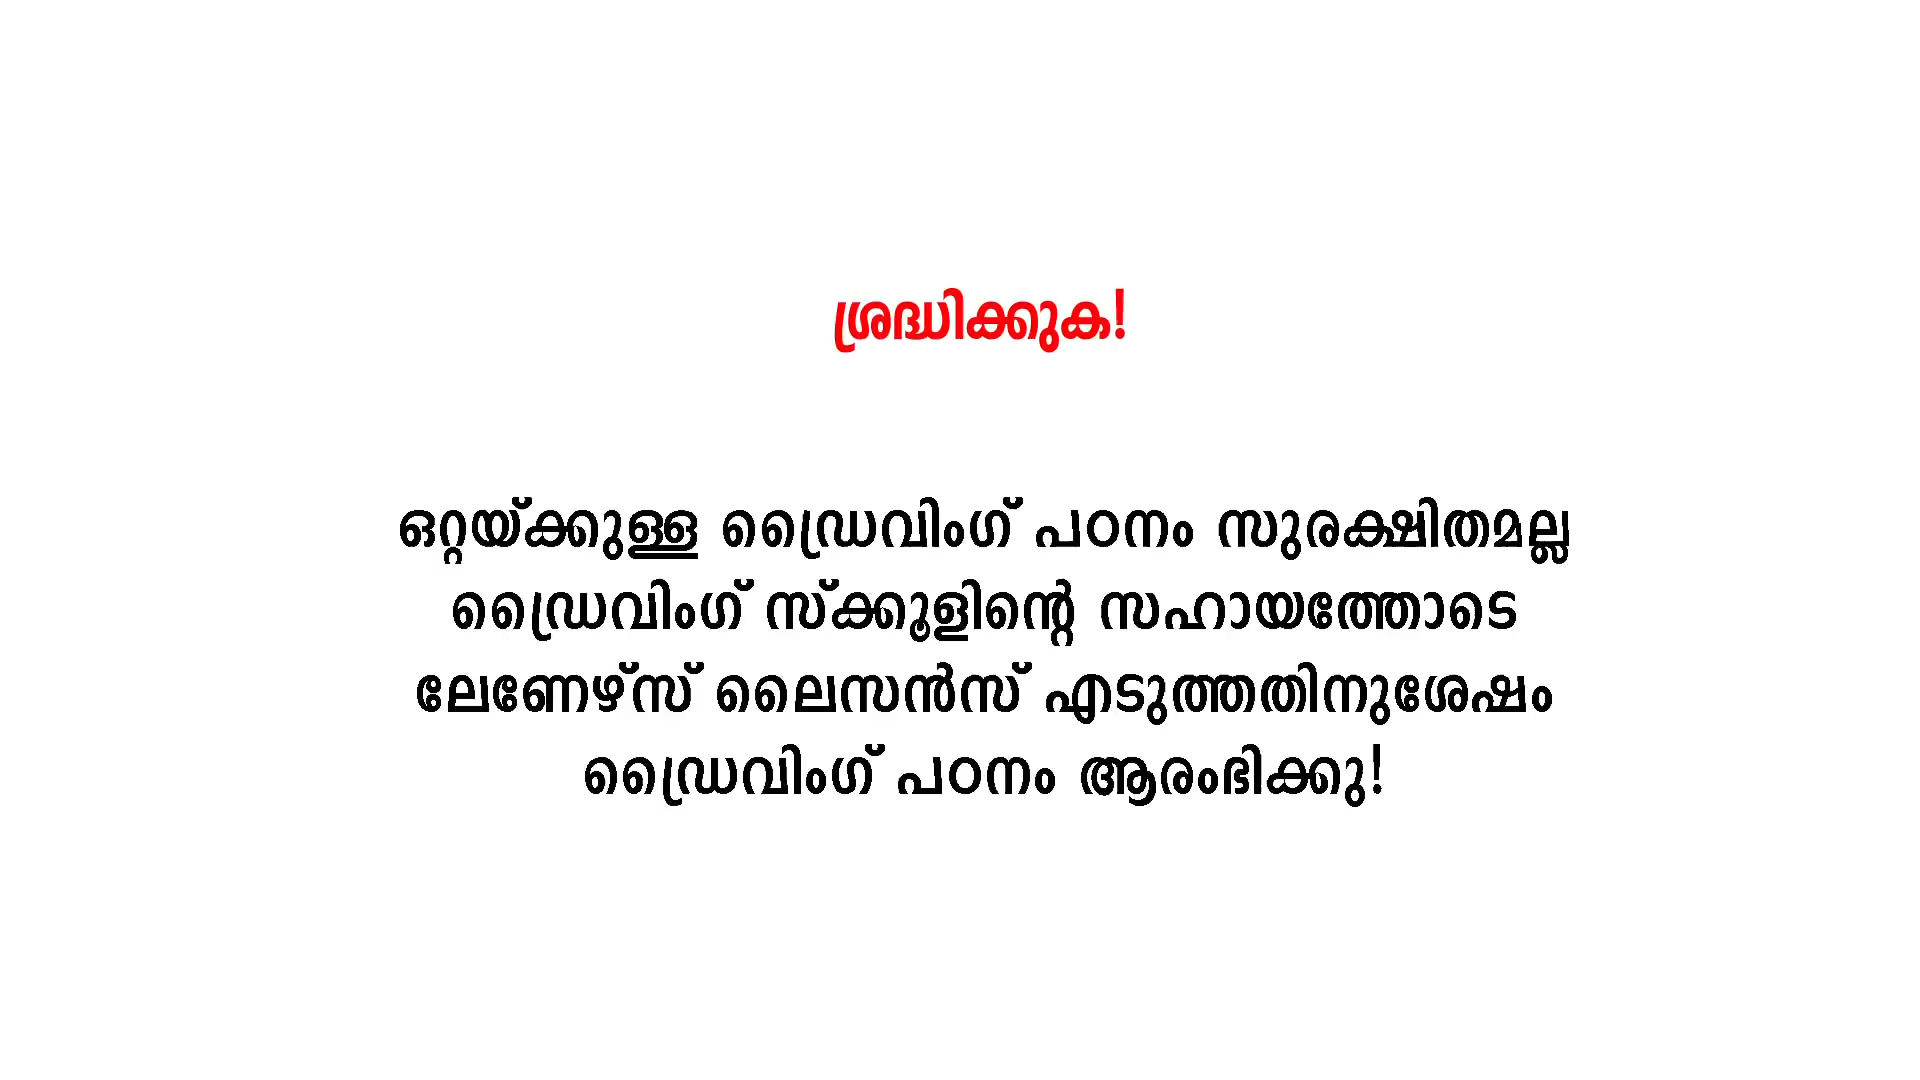 ശ്രദ്ധിക്കുക!
ഒറ്റയ്ക്കുള്ള ഡ്രൈവിംഗ് പഠനം സുരക്ഷിതമല്ല
ഡ്രൈവിംഗ് സ്ക്കൂളിന്റെ സഹായത്തോടെ
ലേണേഴ്സ് ലൈസൻസ് എടുത്തതിനുശേഷം
ഡ്രൈവിംഗ് പഠനം ആരംഭിക്കു!